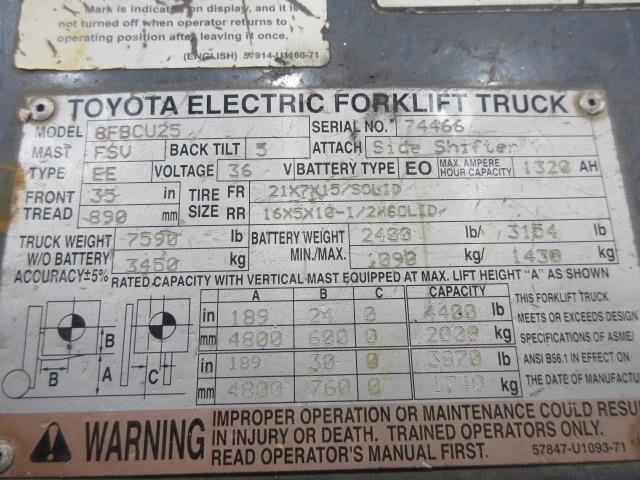 Mark is indicated on display, and it is
not turned off when operator returns to
operating position after leaving it once.
(ENGLISH) 57914-U1160-71
TOYOTA ELECTRIC FORKLIFT TRUCK
MODEL 8FBCU25 SERIAL NO. 74466
MAST FSV BACK TILT 5 ATTACH Side Shifter
TYPE EE VOLTAGE 36 V BATTERY TYPE EO MAX. AMPERE HOUR CAPACITY 1320 AH
FRONT TREAD 35 in TIRE SIZE FR 21X7X15/SOLID
890 mm RR 16X5X10-1/2XSOLID
TRUCK WEIGHT W/O BATTERY ACCURACY±5% 7590 lb BATTERY WEIGHT MIN./MAX. 2400 lb/ 3154 lb
3450 kg 1090 kg/ 1430 kg
RATED CAPACITY WITH VERTICAL MAST EQUIPPED AT MAX. LIFT HEIGHT "A" AS SHOWN
A B C CAPACITY
in 189 24 0 4400 lb
mm 4800 600 0 2000 kg
in 189 30 0 3870 lb
mm 4800 760 0 1740 kg
B
A
B
C
THIS FORKLIFT TRUCK
MEETS OR EXCEEDS DESIGN
SPECIFICATIONS OF ASME/
ANSI B56.1 IN EFFECT ON
THE DATE OF MANUFACTU
WARNING
IMPROPER OPERATION OR MAINTENANCE COULD RESU
IN INJURY OR DEATH. TRAINED OPERATORS ONLY.
READ OPERATOR'S MANUAL FIRST. 57847-U1093-71